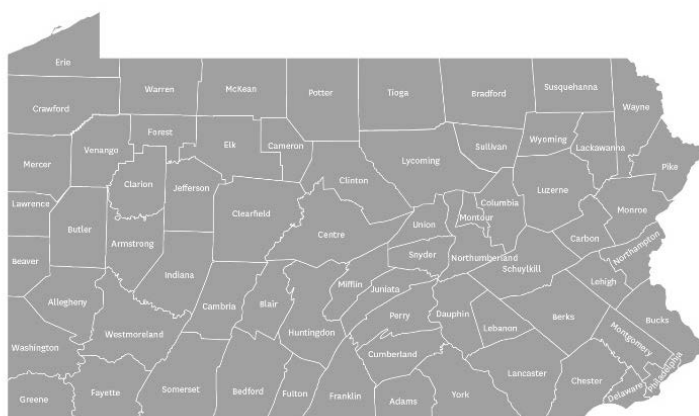 Erie
Warren
McKean
Potter
Tioga
Bradford
Susquehanna
Wayne
Crawford
Forest
Elk
Cameron
Sullivan
Wyoming
Lackawanna
Pike
Mercer
Venango
Clarion
Jefferson
Clinton
Lycoming
Luzerne
Lawrence
Butler
Armstrong
Clearfield
Centre
Union
Montour
Columbia
Monroe
Beaver
Indiana
Snyder
Northumberland
Schuylkill
Carbon
Northampton
Allegheny
Cambria
Blair
Huntingdon
Mifflin
Juniata
Perry
Dauphin
Lebanon
Berks
Lehigh
Bucks
Washington
Westmoreland
Cumberland
Lancaster
Montgomery
Philadelphia
Greene
Fayette
Somerset
Bedford
Fulton
Franklin
Adams
York
Chester
Delaware